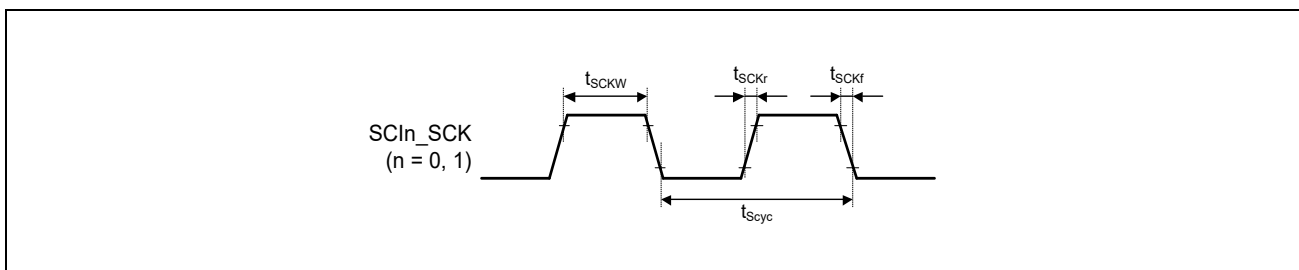 tSCKW
tSCKr
tSCKf
SCIn_SCK
(n = 0, 1)
tScyc